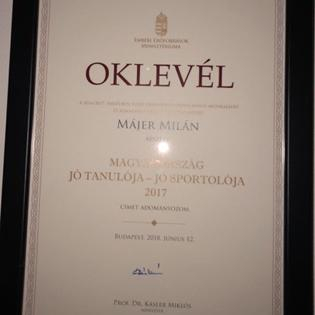 EMBERI ERŐFORRÁSOK
MINISZTÉRIUMA
OKLEVÉL
MÁJER MILÁN
RÉSZÉRE
MAGYARORSZÁG
JÓ TANULÓJA – JÓ SPORTOLÓJA
2017
CÍMET ADOMÁNYOZOM.
BUDAPEST, 2018. JÚNIUS 12.
PROF. DR. KÁSLER MIKLÓS
MINISZTER